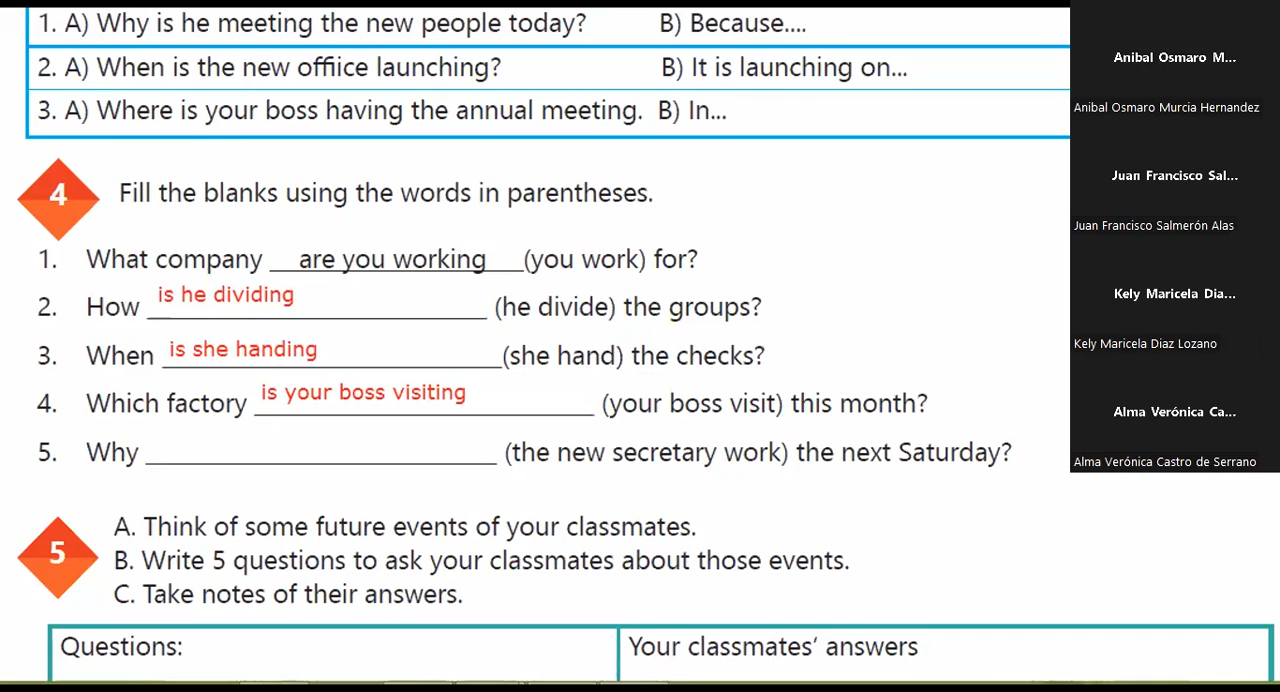 1. A) Why is he meeting the new people today? B) Because....
2. A) When is the new office launching? B) It is launching on...
3. A) Where is your boss having the annual meeting. B) In...
4 Fill the blanks using the words in parentheses.
1. What company __are you working___(you work) for?
2. How is he dividing (he divide) the groups?
3. When is she handing (she hand) the checks?
4. Which factory is your boss visiting (your boss visit) this month?
5. Why __________________________ (the new secretary work) the next Saturday?
5
A. Think of some future events of your classmates.
B. Write 5 questions to ask your classmates about those events.
C. Take notes of their answers.
Questions: Your classmates‘ answers
Anibal Osmaro M...
Anibal Osmaro Murcia Hernandez
Juan Francisco Sal...
Juan Francisco Salmerón Alas
Kely Maricela Dia...
Kely Maricela Diaz Lozano
Alma Verónica Ca...
Alma Verónica Castro de Serrano